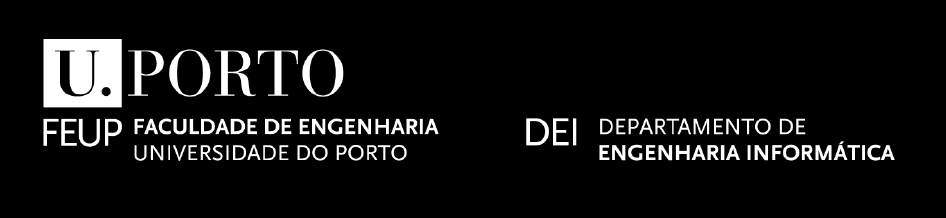 U.PORTO
FEUP FACULDADE DE ENGENHARIA
UNIVERSIDADE DO PORTO
DEI DEPARTAMENTO DE
ENGENHARIA INFORMÁTICA